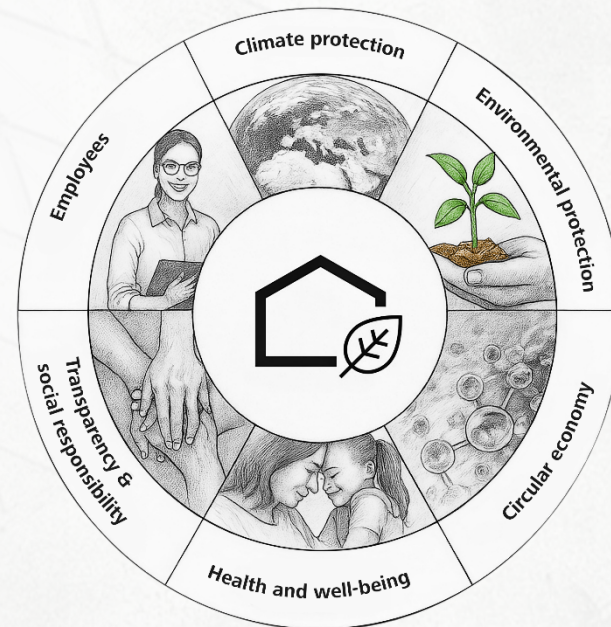 Climate protection
Environmental protection
Circular economy
Health and well-being
Transparency &
social responsibility
Employees